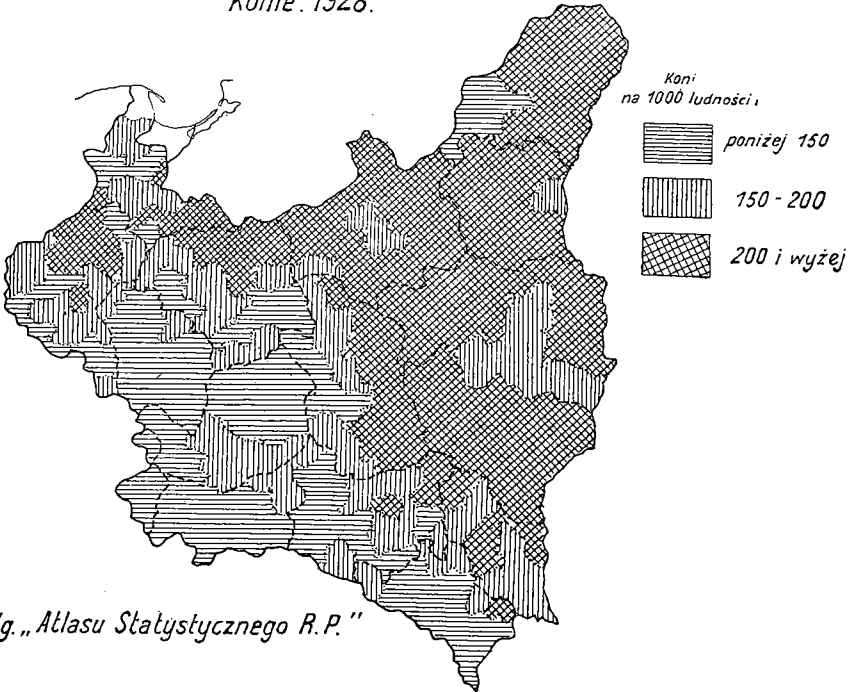 Konie. 1928.
Koni
na 1000 ludności.
poniżej 150
150 - 200
200 i wyżej
g. „Atlasu Statystycznego R.P."